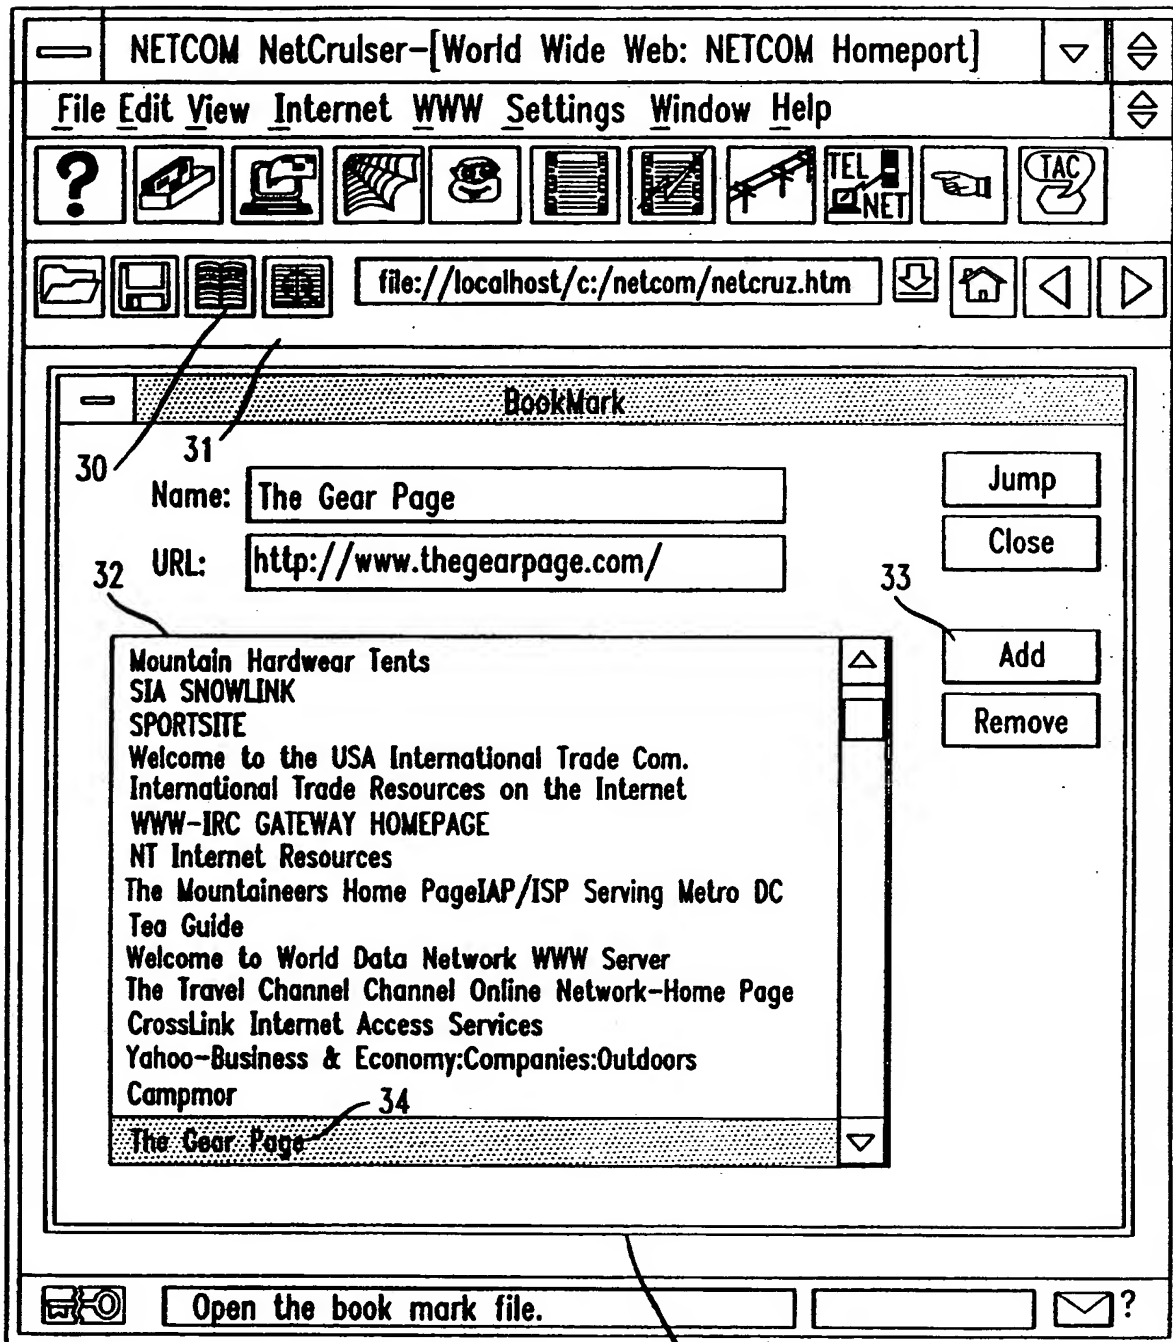 NETCOM NetCruIser-[World Wide Web: NETCOM Homeport]
File Edit View Internet WWW Settings Window Help
?
TEL NET
TAC
file://localhost/c:/netcom/netcruz.htm
BookMark
30
31
Name: The Gear Page
Jump
URL: http://www.thegearpage.com/
Close
32
33
Mountain Hardwear Tents
Add
SIA SNOWLINK
SPORTSITE
Remove
Welcome to the USA International Trade Com.
International Trade Resources on the Internet
WWW-IRC GATEWAY HOMEPAGE
NT Internet Resources
The Mountaineers Home PageIAP/ISP Serving Metro DC
Tea Guide
Welcome to World Data Network WWW Server
The Travel Channel Channel Online Network-Home Page
CrossLink Internet Access Services
Yahoo-Business & Economy:Companies:Outdoors
Campmor
34
The Gear Page
Open the book mark file.
?